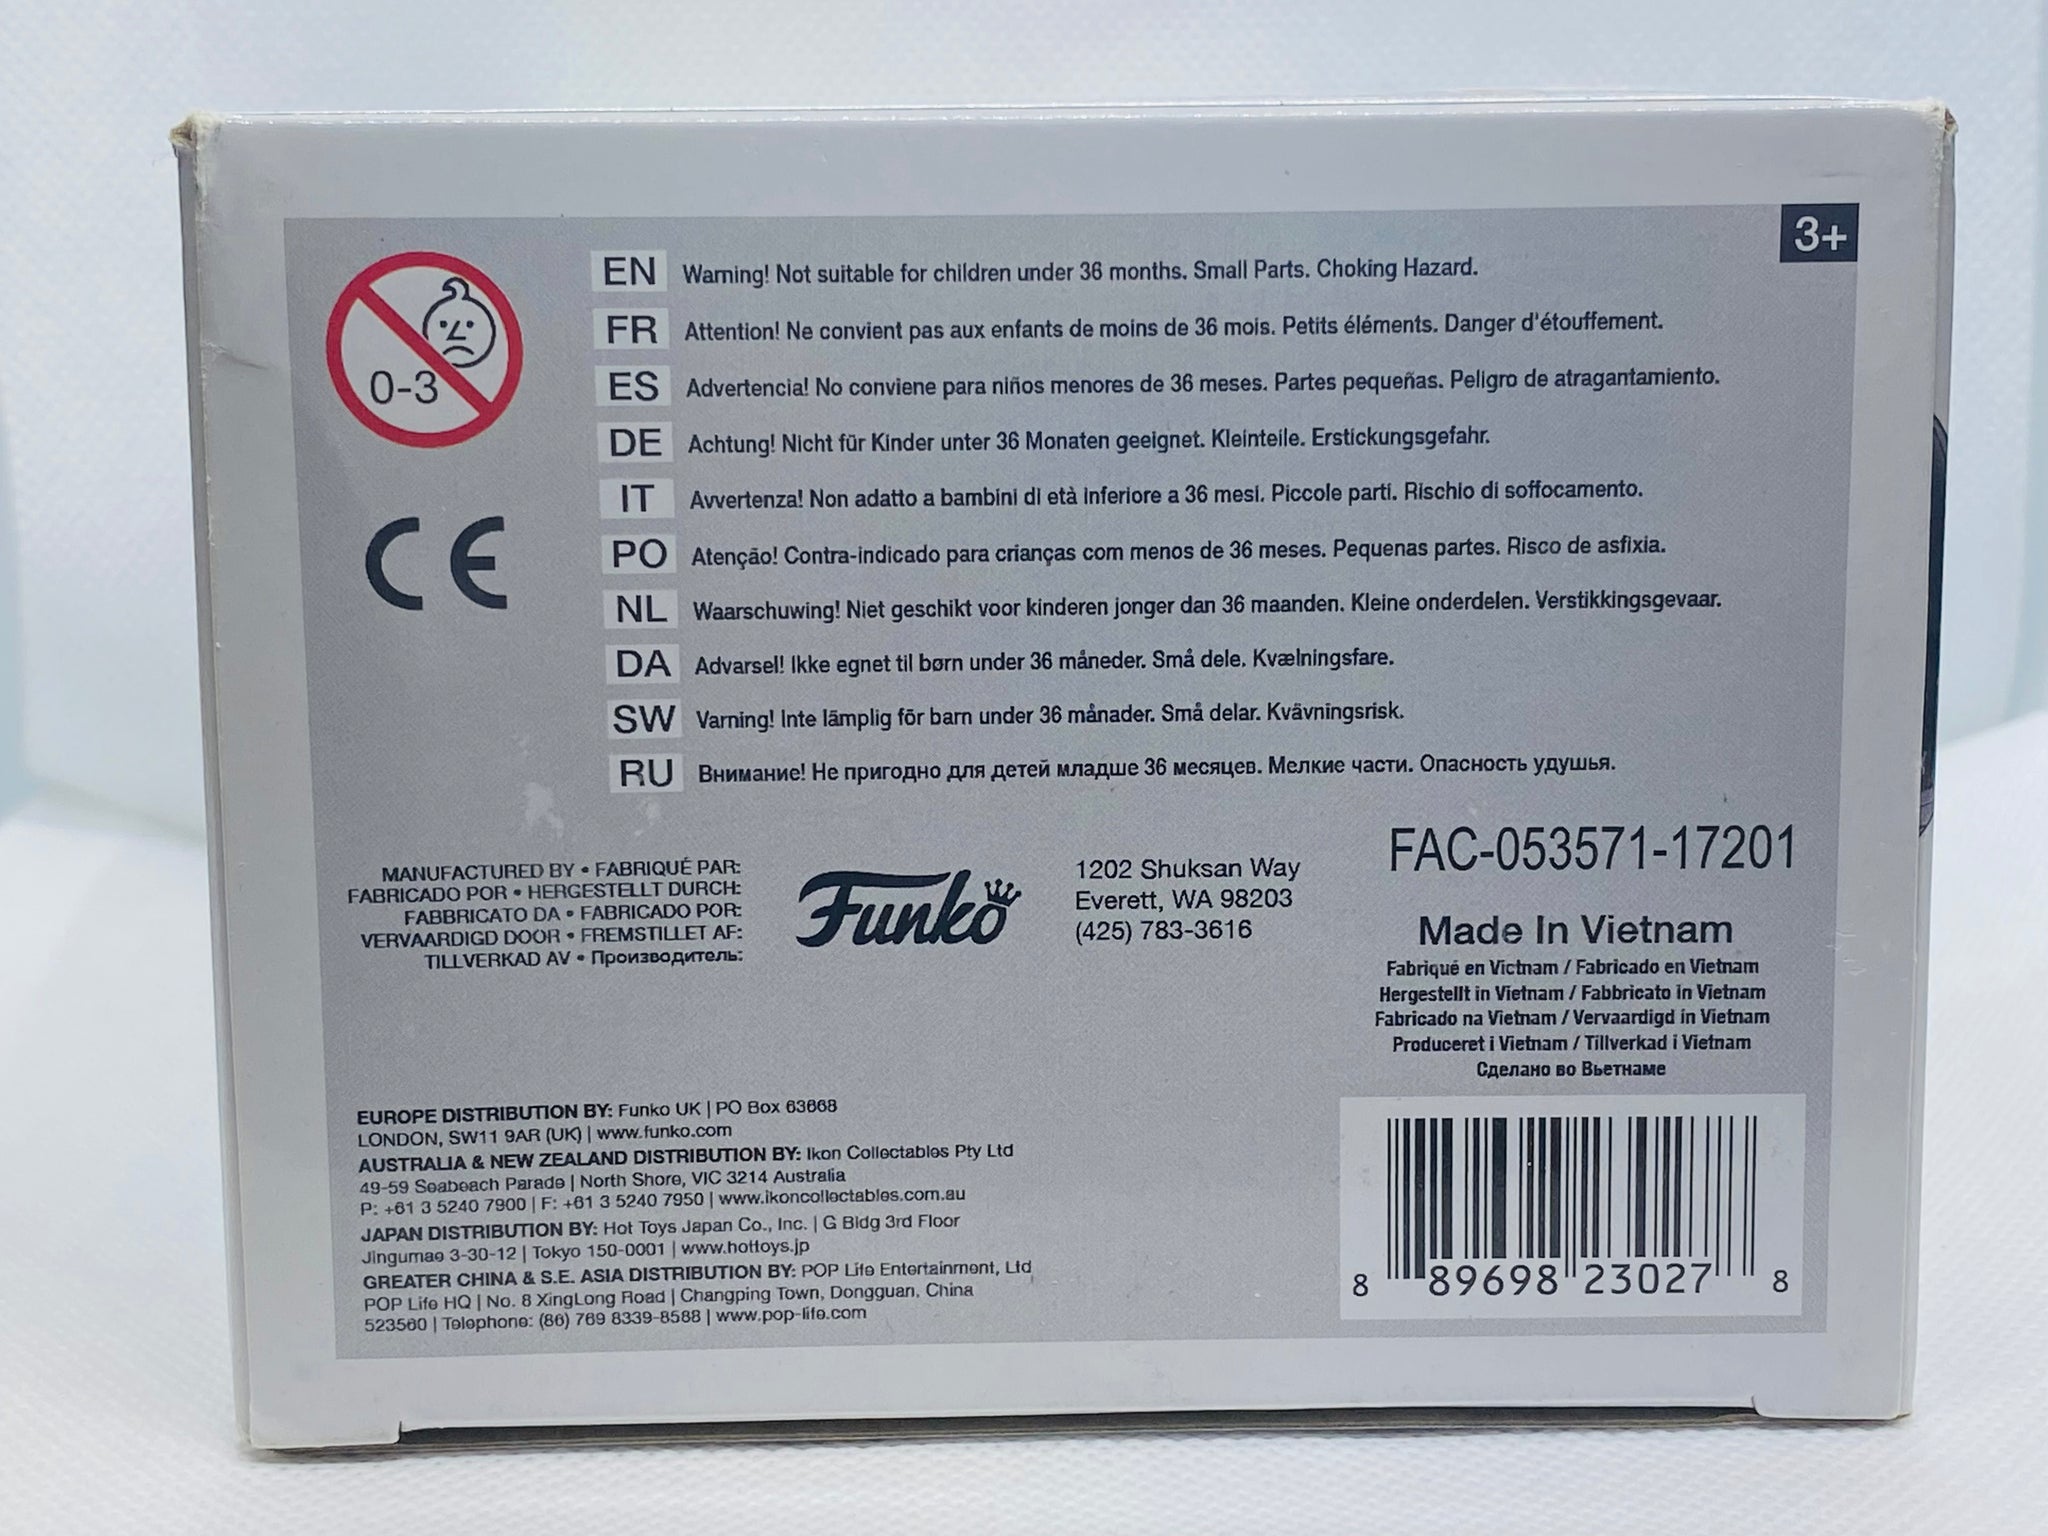 3+
0-3
EN Warning! Not suitable for children under 36 months. Small Parts. Choking Hazard.
FR Attention! Ne convient pas aux enfants de moins de 36 mois. Petits éléments. Danger d'étouffement.
ES Advertencia! No conviene para niños menores de 36 meses. Partes pequeñas. Peligro de atragantamiento.
DE Achtung! Nicht für Kinder unter 36 Monaten geeignet. Kleinteile. Erstickungsgefahr.
IT Avvertenza! Non adatto a bambini di età inferiore a 36 mesi. Piccole parti. Rischio di soffocamento.
PO Atenção! Contra-indicado para crianças com menos de 36 meses. Pequenas partes. Risco de asfixia.
NL Waarschuwing! Niet geschikt voor kinderen jonger dan 36 maanden. Kleine onderdelen. Verstikkingsgevaar.
DA Advarsel! Ikke egnet til børn under 36 måneder. Små dele. Kvælningsfare.
SW Varning! Inte lämplig för barn under 36 månader. Små delar. Kvävningsrisk.
RU Внимание! Не пригодно для детей младше 36 месяцев. Мелкие части. Опасность удушья.
CE
MANUFACTURED BY • FABRIQUÉ PAR:
FABRICADO POR • HERGESTELLT DURCH:
FABBRICATO DA • FABRICADO POR:
VERVAARDIGD DOOR • FREMSTILLET AF:
TILLVERKAD AV • Производитель:
Funko
1202 Shuksan Way
Everett, WA 98203
(425) 783-3616
FAC-053571-17201
Made In Vietnam
Fabriqué en Vietnam / Fabricado en Vietnam
Hergestellt in Vietnam / Fabbricato in Vietnam
Fabricado na Vietnam / Vervaardigd in Vietnam
Produceret i Vietnam / Tillverkad i Vietnam
Сделано во Вьетнаме
EUROPE DISTRIBUTION BY: Funko UK | PO Box 63668
LONDON, SW11 9AR (UK) | www.funko.com
AUSTRALIA & NEW ZEALAND DISTRIBUTION BY: Ikon Collectables Pty Ltd
49-59 Seabeach Parade | North Shore, VIC 3214 Australia
P: +61 3 5240 7900 | F: +61 3 5240 7950 | www.ikoncollectables.com.au
JAPAN DISTRIBUTION BY: Hot Toys Japan Co., Inc. | G Bldg 3rd Floor
Jingumae 3-30-12 | Tokyo 150-0001 | www.hottoys.jp
GREATER CHINA & S.E. ASIA DISTRIBUTION BY: POP Life Entertainment, Ltd
POP Life HQ | No. 8 XingLong Road | Changping Town, Dongguan, China
523560 | Telephone: (86) 769 8339-8588 | www.pop-life.com
8 89698 23027 8